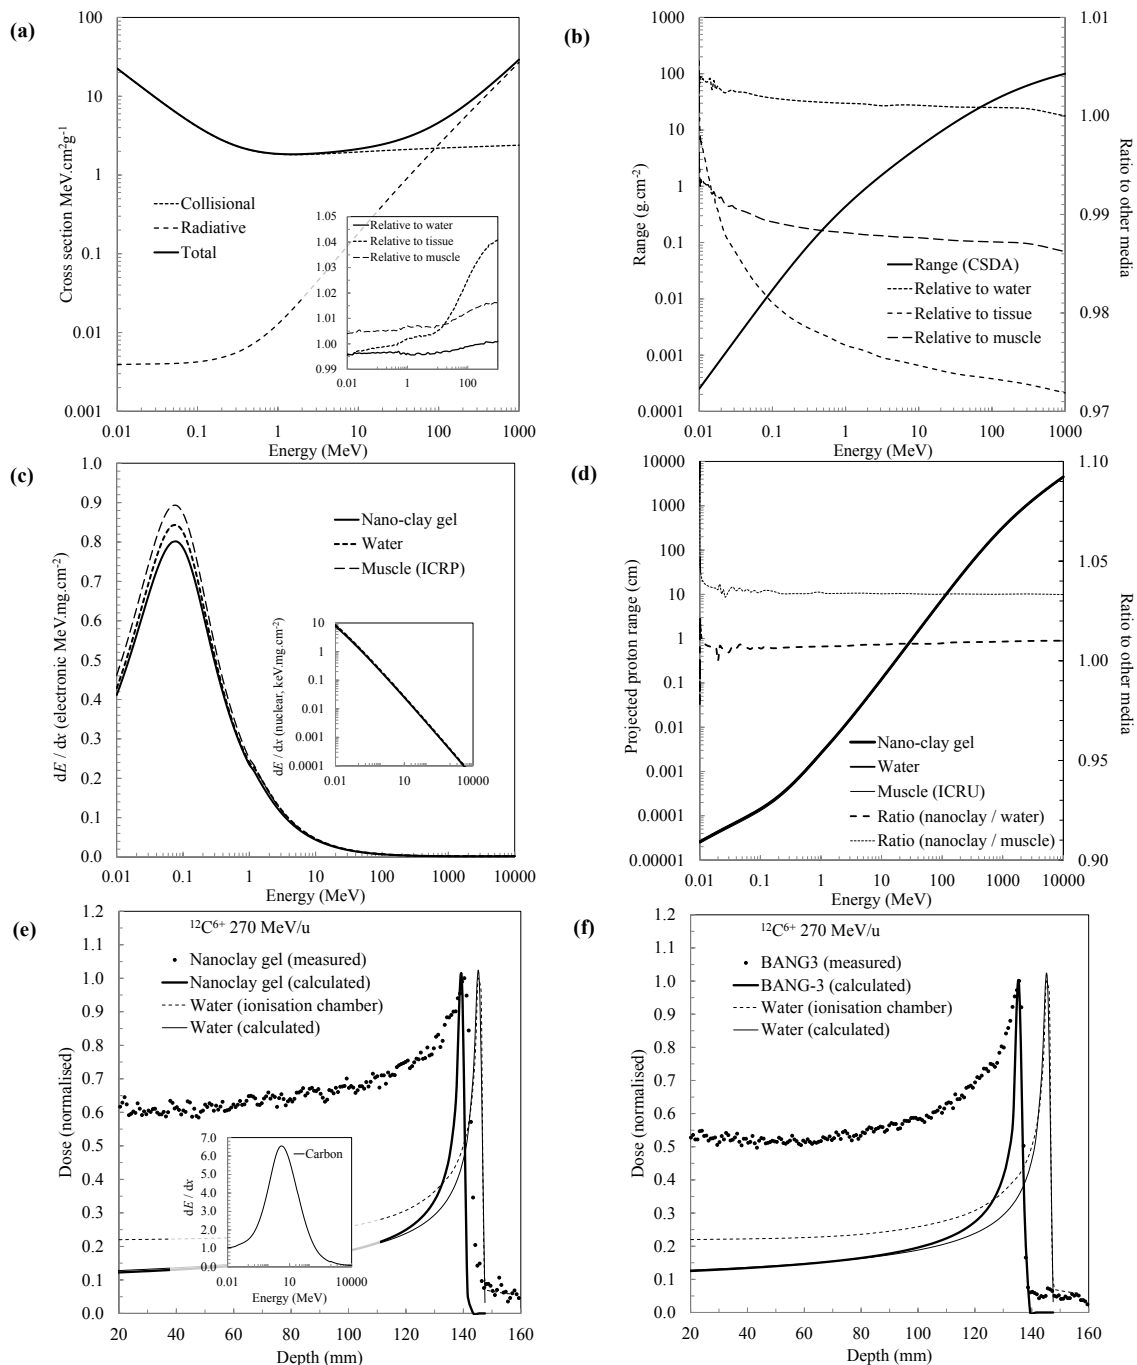 (a)
100
10
1
0.1
0.01
0.001
Cross section MeV.cm²g⁻¹
Collisional
Radiative
Total
1.05
1.04
1.03
1.02
1.01
1.00
0.99
Relative to water
Relative to tissue
Relative to muscle
0.01
1
100
0.01
0.1
1
10
100
1000
Energy (MeV)
(b)
1000
100
10
1
0.1
0.01
0.001
0.0001
Range (g.cm⁻²)
Range (CSDA)
Relative to water
Relative to tissue
Relative to muscle
1.01
1.00
0.99
0.98
0.97
Ratio to other media
0.01
0.1
1
10
100
1000
Energy (MeV)
(c)
1.0
0.9
0.8
0.7
0.6
0.5
0.4
0.3
0.2
0.1
0.0
dE / dx (electronic MeV.mg.cm⁻²)
Nano-clay gel
Water
Muscle (ICRP)
10
1
0.1
0.01
0.001
0.0001
dE / dx (nuclear, keV.mg.cm⁻²)
0.01
10
10000
0.01
0.1
1
10
100
1000
10000
Energy (MeV)
(d)
10000
1000
100
10
1
0.1
0.01
0.001
0.0001
0.00001
Projected proton range (cm)
Nano-clay gel
Water
Muscle (ICRU)
Ratio (nanoclay / water)
Ratio (nanoclay / muscle)
1.10
1.05
1.00
0.95
0.90
Ratio to other media
0.01
0.1
1
10
100
1000
10000
Energy (MeV)
(e)
1.2
1.1
1.0
0.9
0.8
0.7
0.6
0.5
0.4
0.3
0.2
0.1
0.0
Dose (normalised)
¹²C⁶⁺ 270 MeV/u
Nanoclay gel (measured)
Nanoclay gel (calculated)
Water (ionisation chamber)
Water (calculated)
7.0
6.0
5.0
4.0
3.0
2.0
1.0
0.0
dE / dx
Carbon
0.01
10
10000
Energy (MeV)
20
40
60
80
100
120
140
160
Depth (mm)
(f)
1.2
1.1
1.0
0.9
0.8
0.7
0.6
0.5
0.4
0.3
0.2
0.1
0.0
Dose (normalised)
¹²C⁶⁺ 270 MeV/u
BANG3 (measured)
BANG-3 (calculated)
Water (ionisation chamber)
Water (calculated)
20
40
60
80
100
120
140
160
Depth (mm)